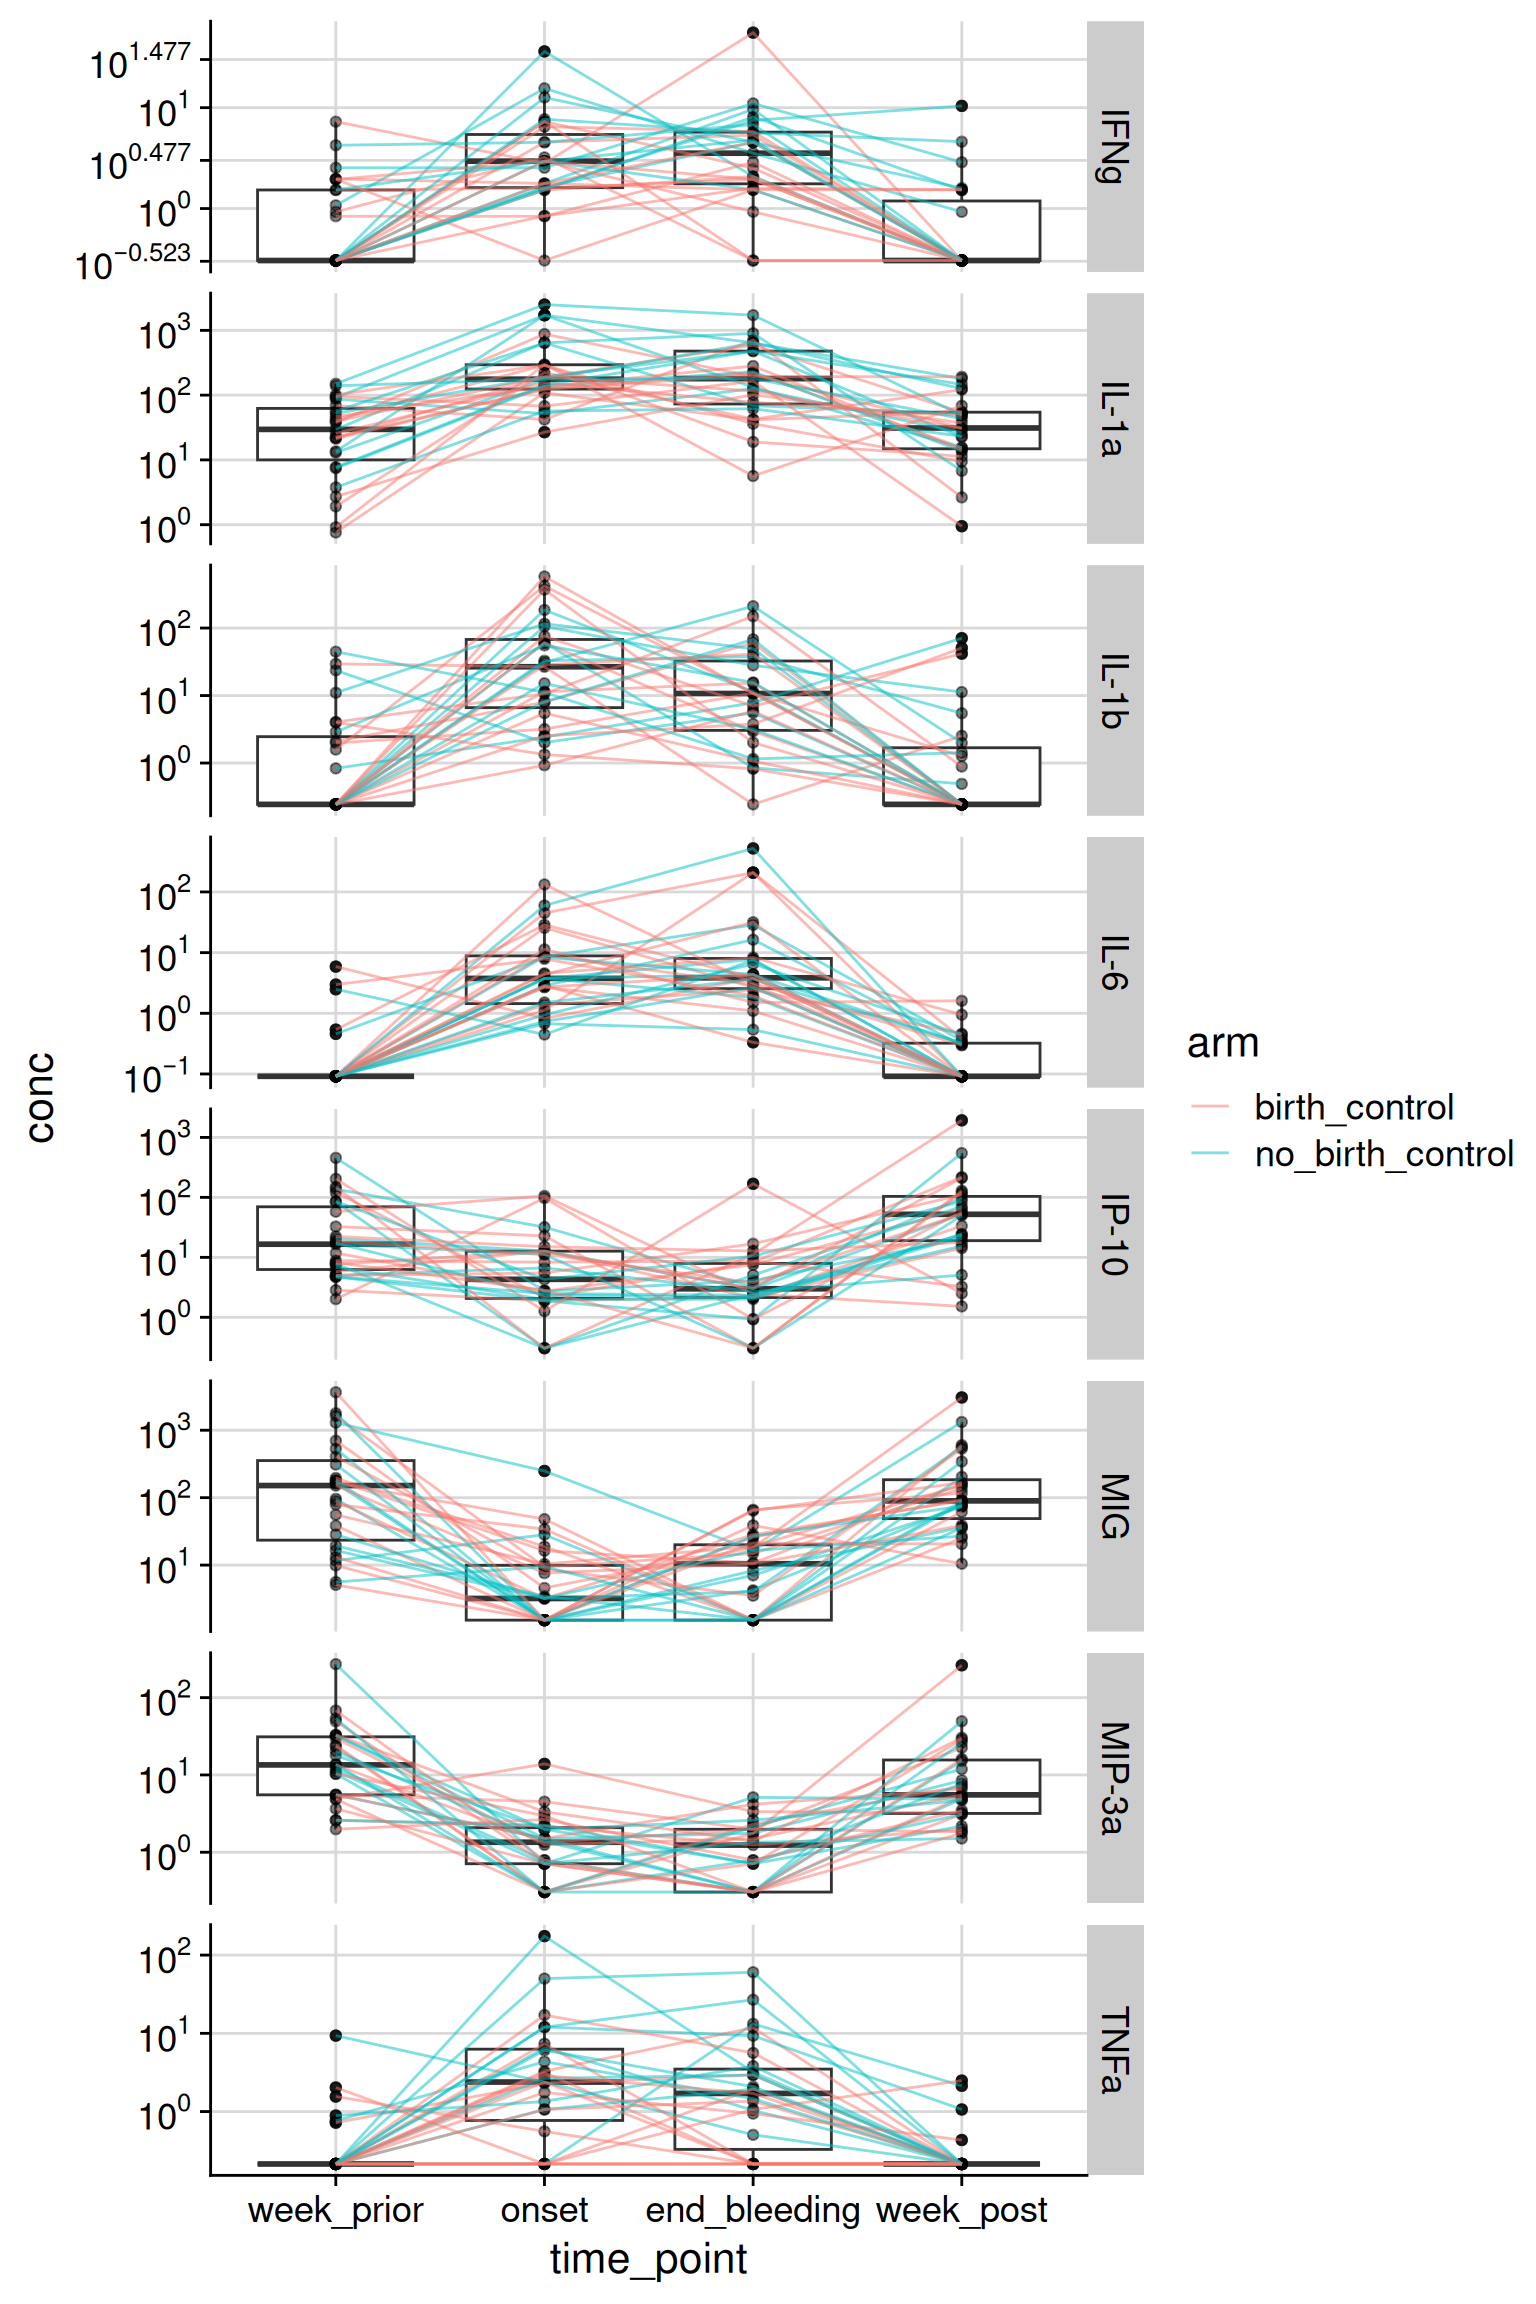 conc
10^1.477
10^1
10^0.477
10^0
10^−0.523
IFNg
10^3
10^2
10^1
10^0
IL-1a
10^2
10^1
10^0
IL-1b
10^2
10^1
10^0
10^−1
IL-6
10^3
10^2
10^1
10^0
IP-10
10^3
10^2
10^1
MIG
10^2
10^1
10^0
MIP-3a
10^2
10^1
10^0
TNFa
week_prior onset end_bleeding week_post
time_point
arm
birth_control
no_birth_control